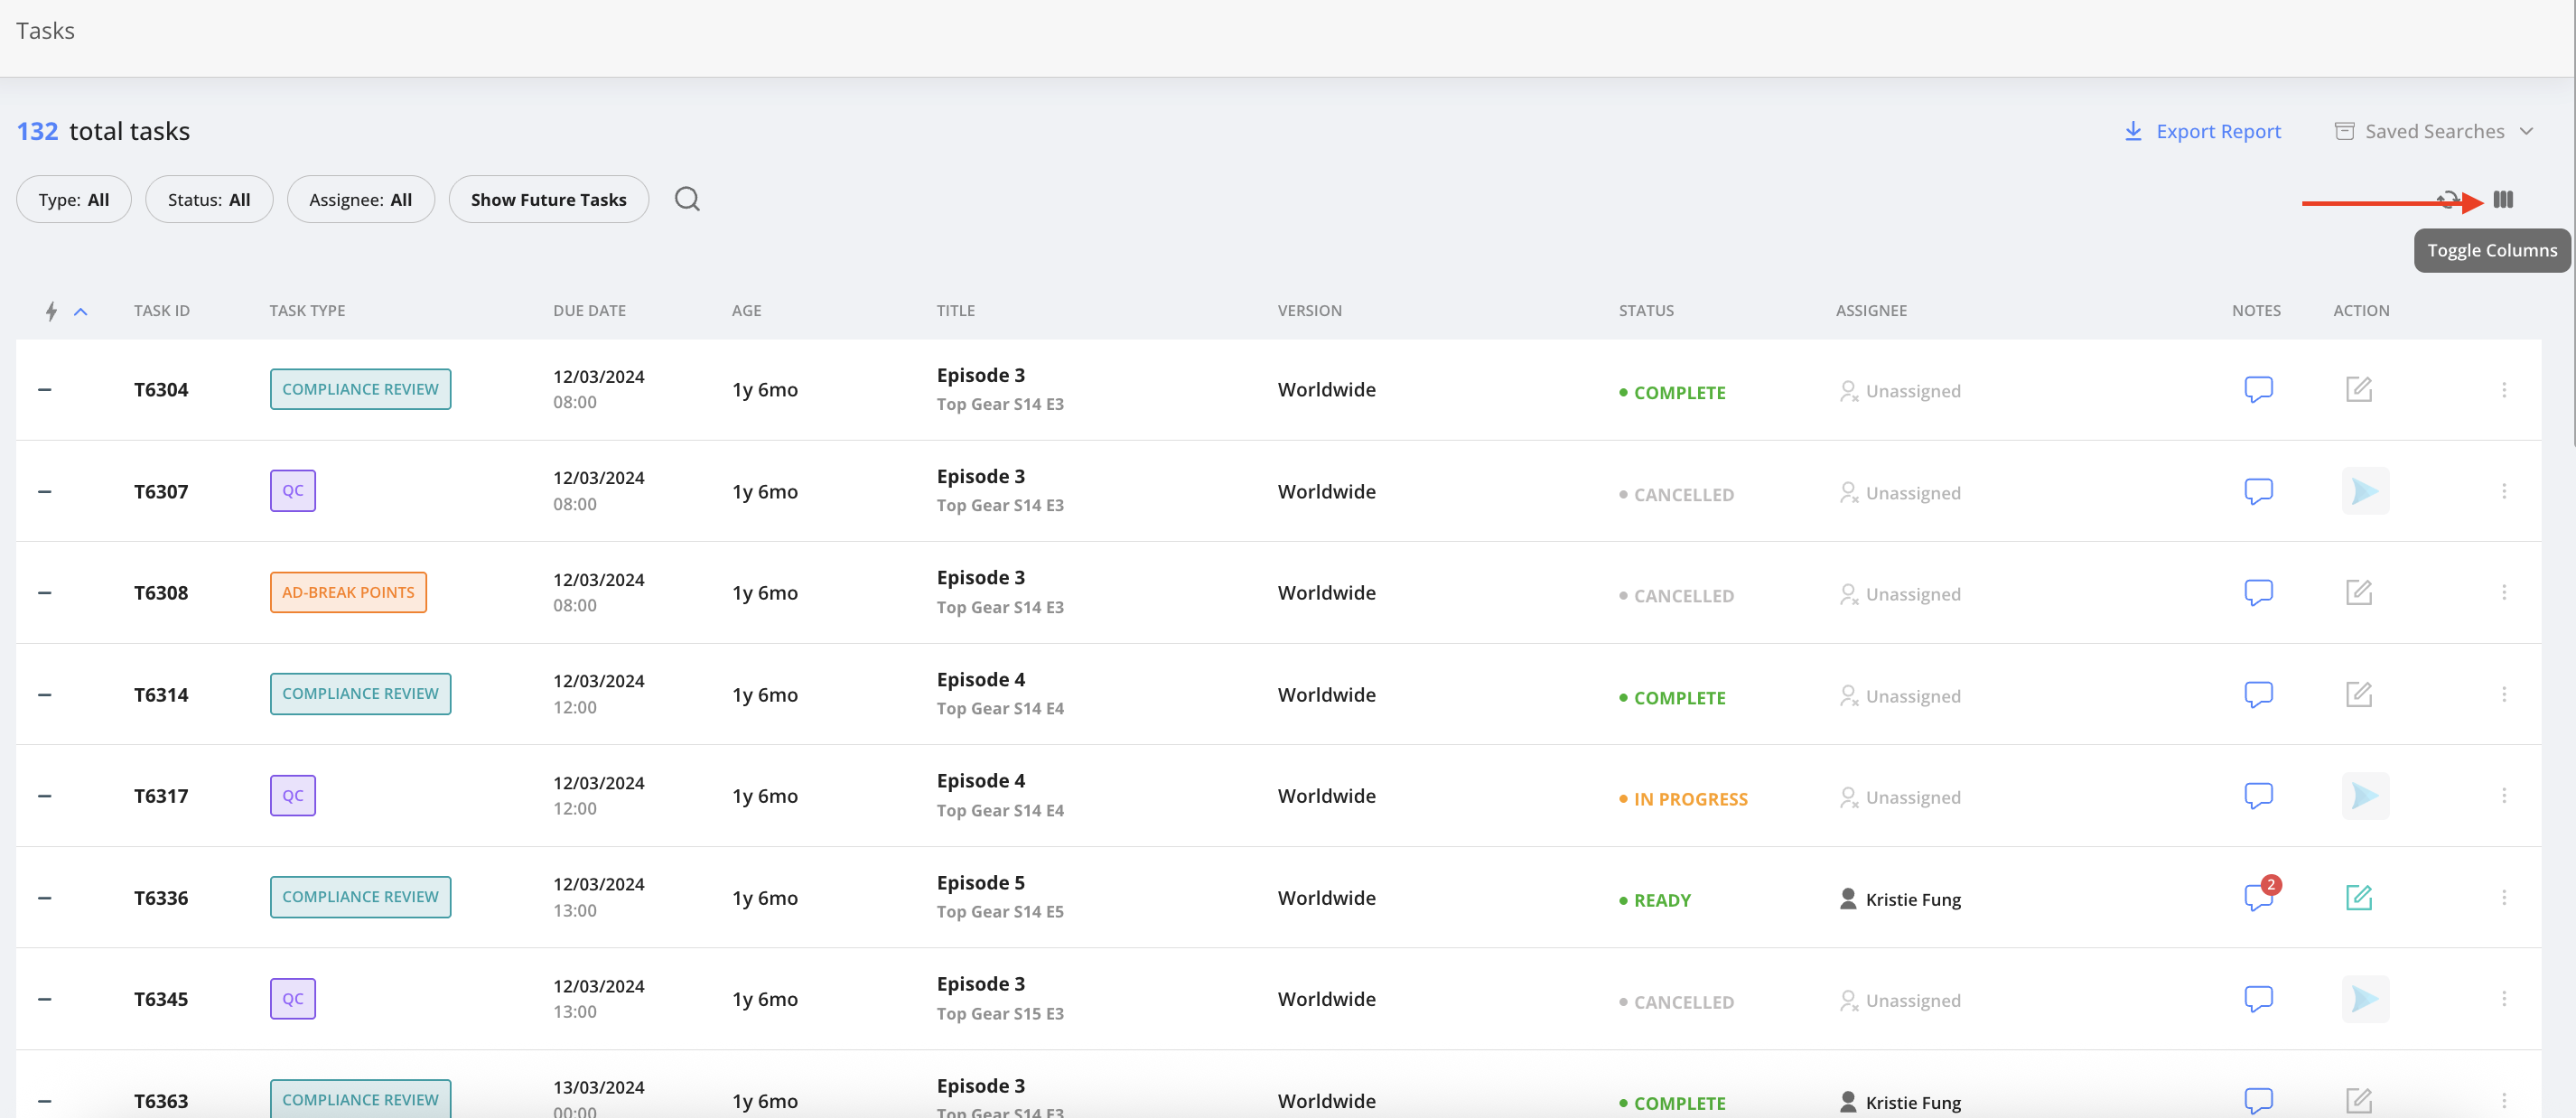 Tasks
132 total tasks
Export Report
Saved Searches
Type: All
Status: All
Assignee: All
Show Future Tasks
Toggle Columns
TASK ID TASK TYPE DUE DATE AGE TITLE VERSION STATUS ASSIGNEE NOTES ACTION
T6304 COMPLIANCE REVIEW 12/03/2024 1y 6mo Episode 3 Worldwide COMPLETE Unassigned
08:00 Top Gear S14 E3
T6307 QC 12/03/2024 1y 6mo Episode 3 Worldwide CANCELLED Unassigned
08:00 Top Gear S14 E3
T6308 AD-BREAK POINTS 12/03/2024 1y 6mo Episode 3 Worldwide CANCELLED Unassigned
08:00 Top Gear S14 E3
T6314 COMPLIANCE REVIEW 12/03/2024 1y 6mo Episode 4 Worldwide COMPLETE Unassigned
12:00 Top Gear S14 E4
T6317 QC 12/03/2024 1y 6mo Episode 4 Worldwide IN PROGRESS Unassigned
12:00 Top Gear S14 E4
T6336 COMPLIANCE REVIEW 12/03/2024 1y 6mo Episode 5 Worldwide READY Kristie Fung 2
13:00 Top Gear S14 E5
T6345 QC 12/03/2024 1y 6mo Episode 3 Worldwide CANCELLED Unassigned
13:00 Top Gear S15 E3
T6363 COMPLIANCE REVIEW 13/03/2024 1y 6mo Episode 3 Worldwide COMPLETE Kristie Fung
00:00 Top Gear S14 E3